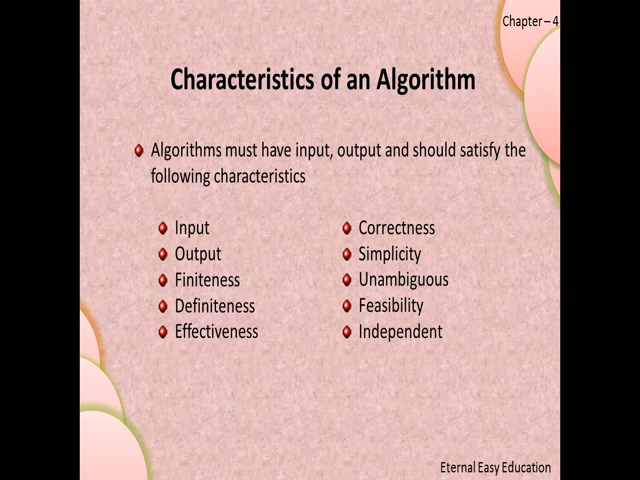 Chapter – 4
Characteristics of an Algorithm
Algorithms must have input, output and should satisfy the
following characteristics
Input
Output
Finiteness
Definiteness
Effectiveness
Correctness
Simplicity
Unambiguous
Feasibility
Independent
Eternal Easy Education